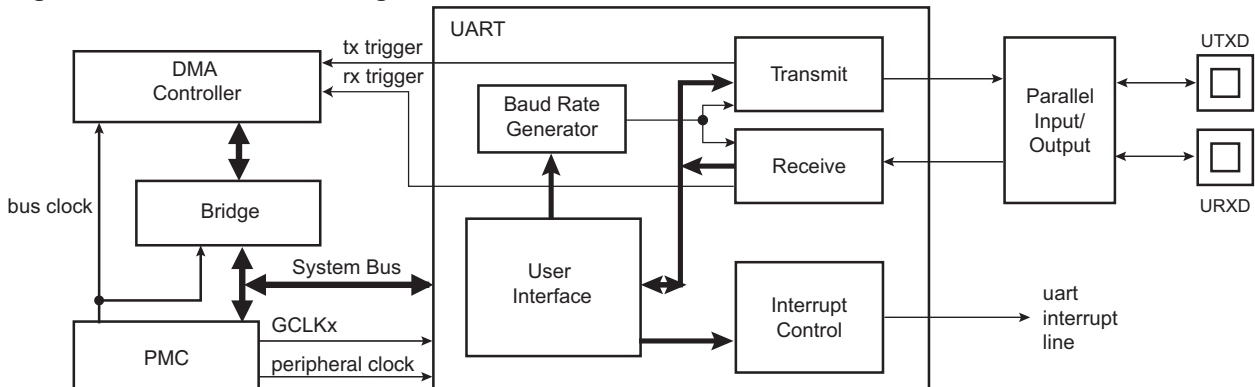 UART
tx trigger
rx trigger
DMA
Controller
Baud Rate
Generator
Transmit
Receive
Parallel
Input/
Output
UTXD
URXD
bus clock
Bridge
System Bus
User
Interface
Interrupt
Control
uart
interrupt
line
PMC
GCLKx
peripheral clock